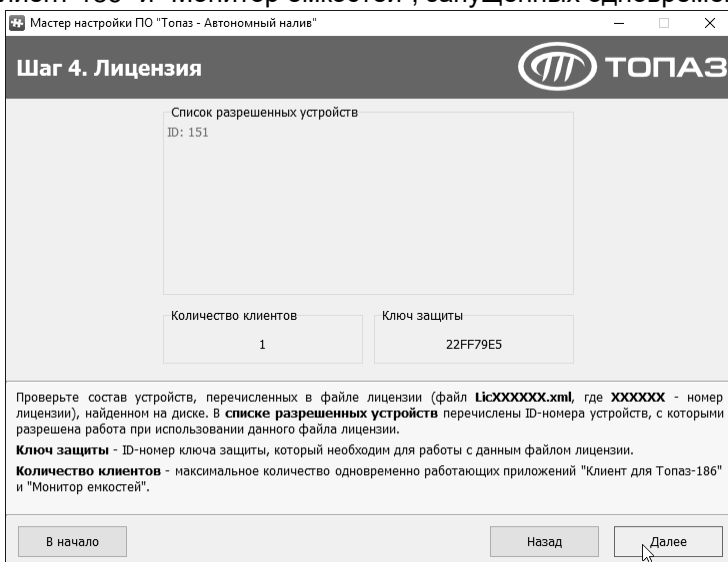 Мастер настройки ПО "Топаз - Автономный налив"
Шаг 4. Лицензия
ТОПАЗ
Список разрешенных устройств
ID: 151
Количество клиентов
Ключ защиты
1
22FF79E5
Проверьте состав устройств, перечисленных в файле лицензии (файл LicXXXXXX.xml, где XXXXXX - номер
лицензии), найденном на диске. В списке разрешенных устройств перечислены ID-номера устройств, с которыми
разрешена работа при использовании данного файла лицензии.
Ключ защиты - ID-номер ключа защиты, который необходим для работы с данным файлом лицензии.
Количество клиентов - максимальное количество одновременно работающих приложений "Клиент для Топаз-186"
и "Монитор емкостей".
В начало
Назад
Далее